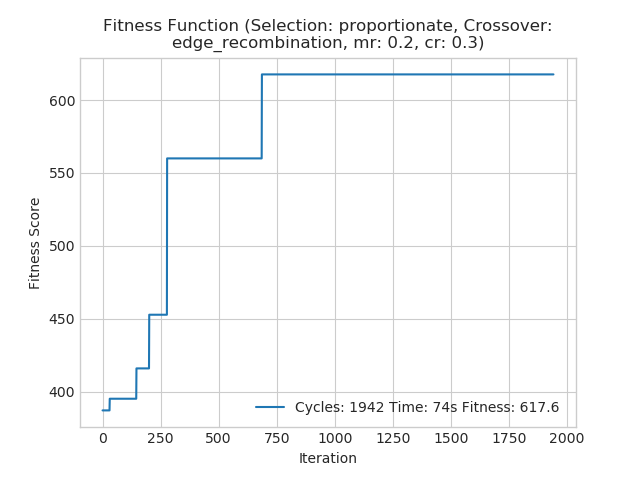 Fitness Function (Selection: proportionate, Crossover:
edge_recombination, mr: 0.2, cr: 0.3)
600
550
500
450
400
Fitness Score
Cycles: 1942 Time: 74s Fitness: 617.6
0 250 500 750 1000 1250 1500 1750 2000
Iteration